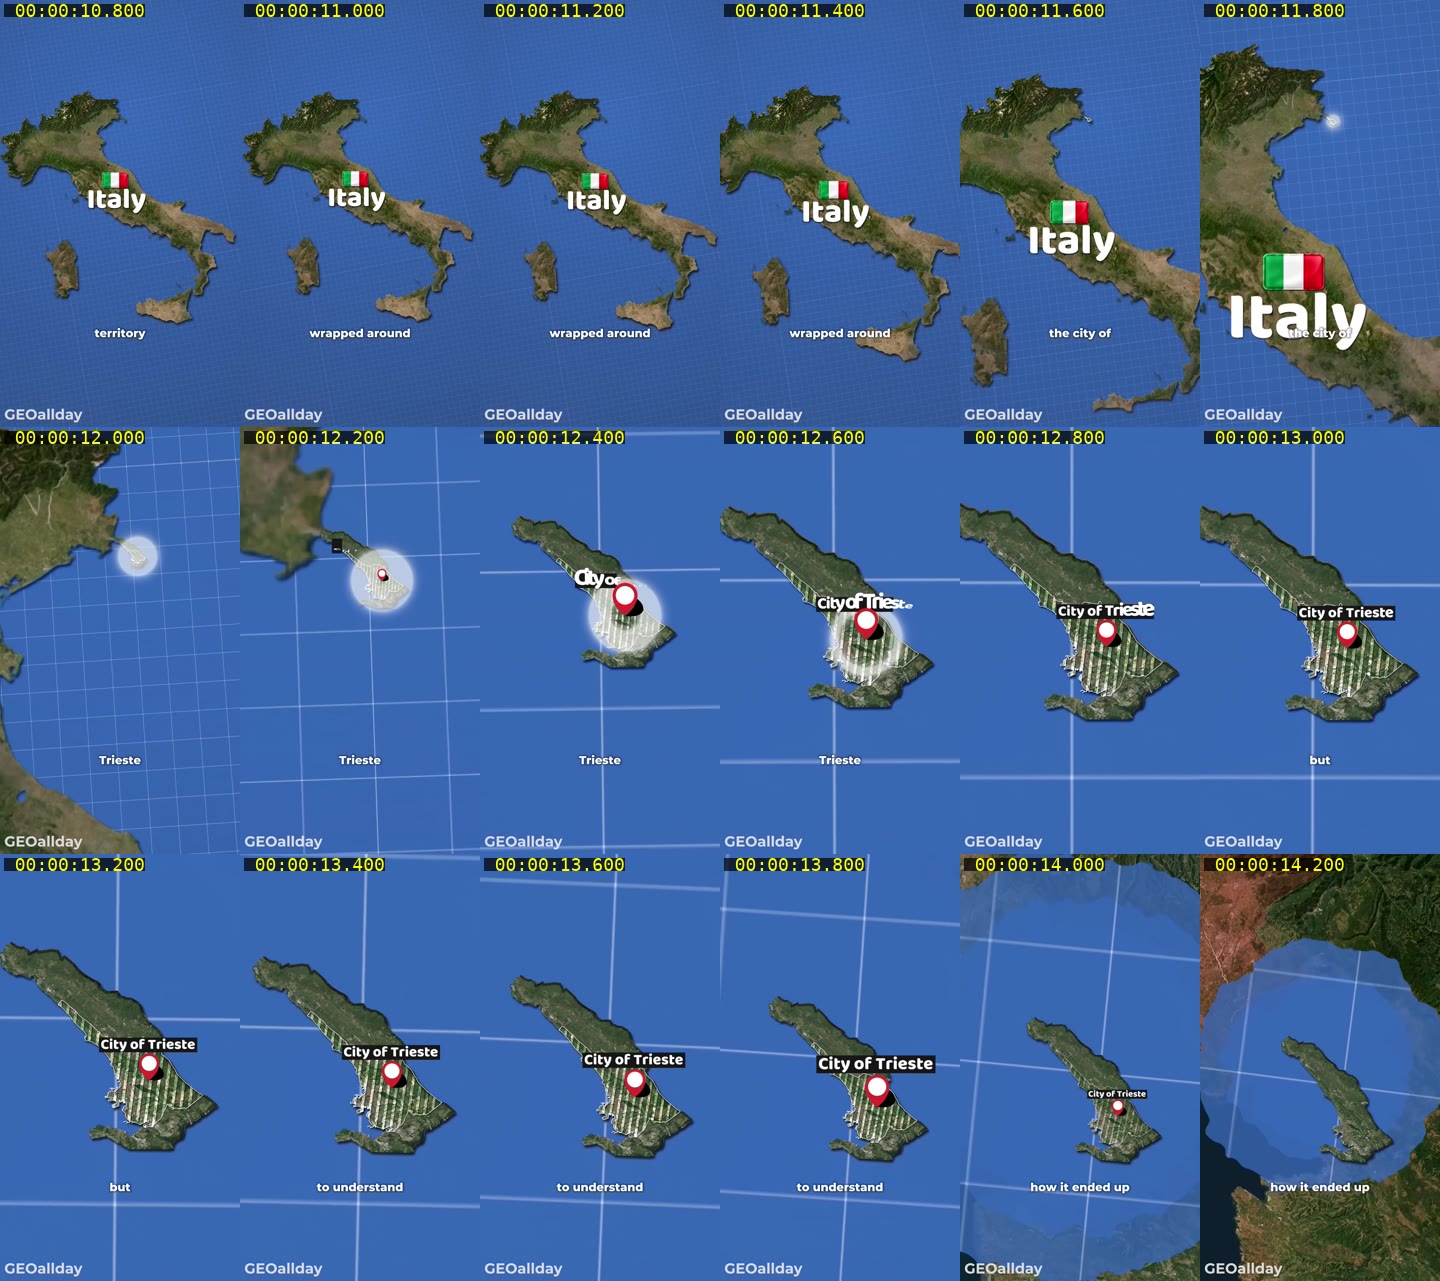 00:00:10.800
Italy
territory
GEOallday
00:00:11.000
Italy
wrapped around
GEOallday
00:00:11.200
Italy
wrapped around
GEOallday
00:00:11.400
Italy
wrapped around
GEOallday
00:00:11.600
Italy
the city of
GEOallday
00:00:11.800
Italy
the city of
GEOallday
00:00:12.000
Trieste
GEOallday
00:00:12.200
Trieste
GEOallday
00:00:12.400
City of
Trieste
GEOallday
00:00:12.600
City of Trieste
Trieste
GEOallday
00:00:12.800
City of Trieste
GEOallday
00:00:13.000
City of Trieste
but
GEOallday
00:00:13.200
City of Trieste
but
GEOallday
00:00:13.400
City of Trieste
to understand
GEOallday
00:00:13.600
City of Trieste
to understand
GEOallday
00:00:13.800
City of Trieste
to understand
GEOallday
00:00:14.000
City of Trieste
how it ended up
GEOallday
00:00:14.200
how it ended up
GEOallday